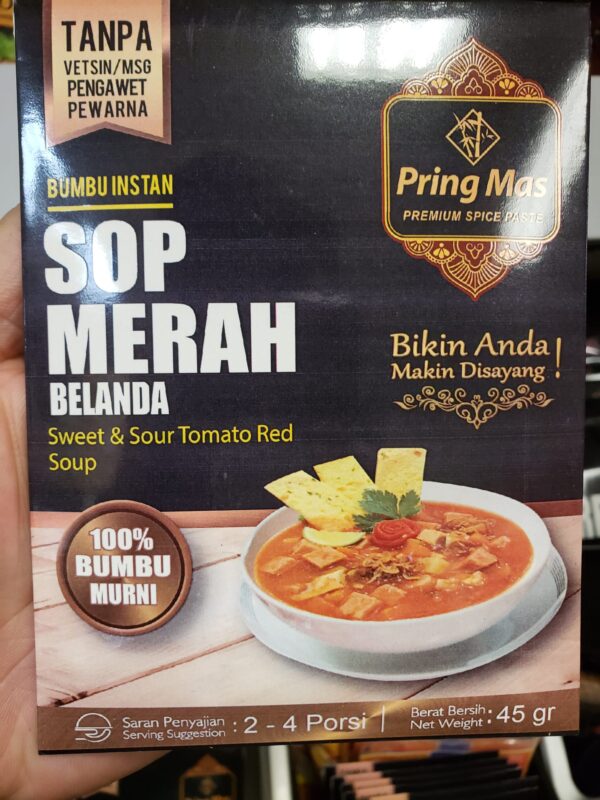 TANPA
VETSIN/MSG
PENGAWET
PEWARNA
Pring Mas
PREMIUM SPICE PASTE
BUMBU INSTAN
SOP
MERAH
BELANDA
Sweet & Sour Tomato Red
Soup
Bikin Anda
Makin Disayang !
100%
BUMBU
MURNI
Saran Penyajian
Serving Suggestion : 2 - 4 Porsi
Berat Bersih
Net Weight : 45 gr
Pring Mas